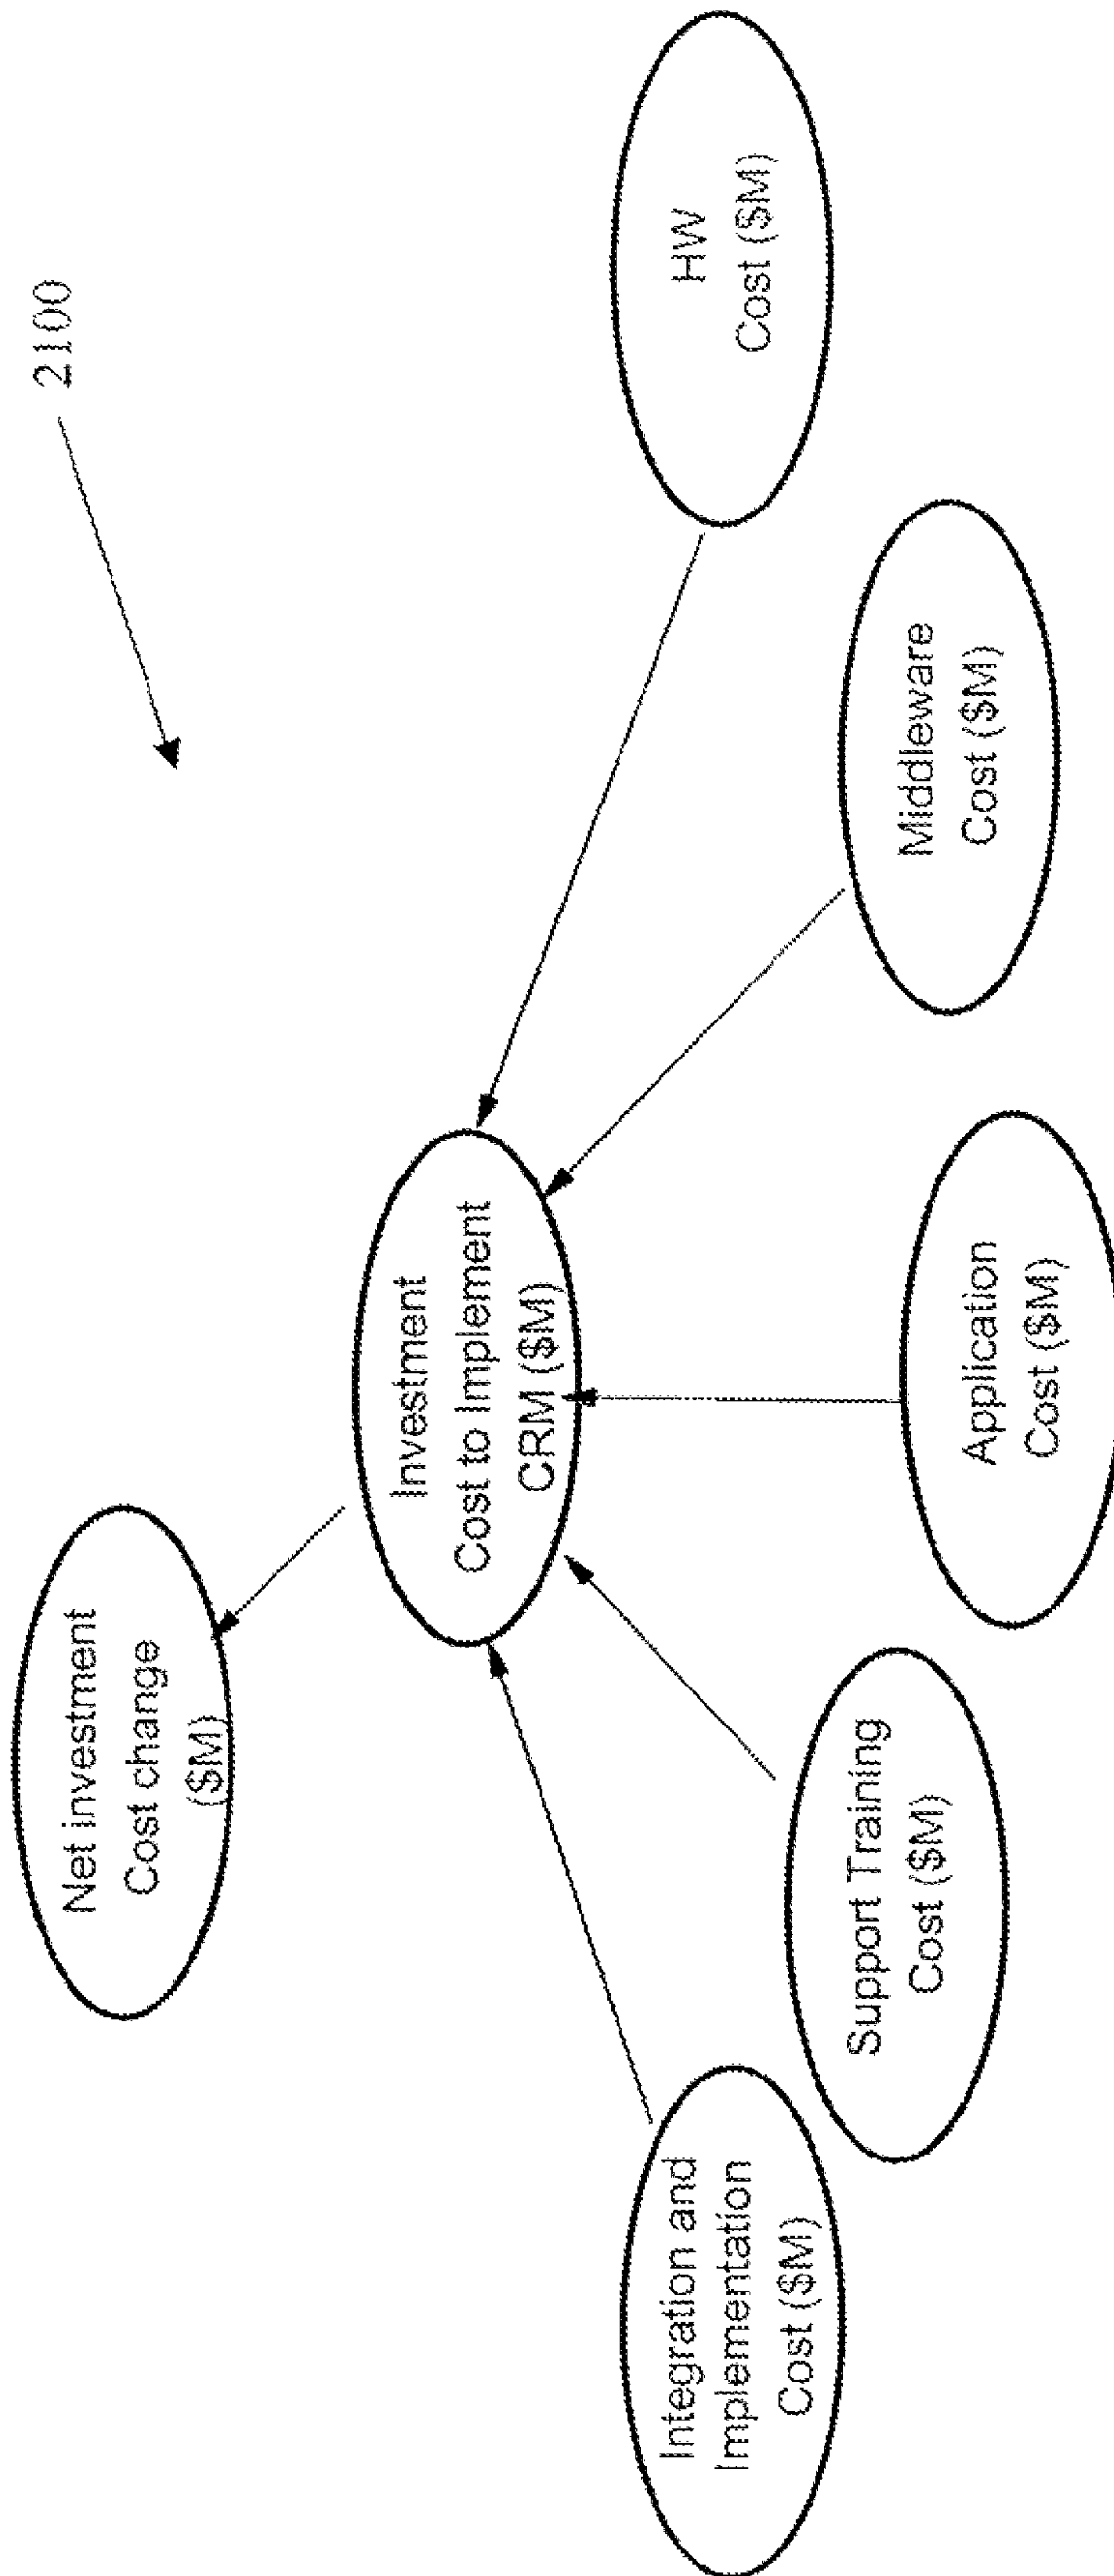 2100
Net investment
Cost change
($M)
Investment
Cost to Implement
CRM ($M)
Integration and
Implementation
Cost ($M)
Support Training
Cost ($M)
Application
Cost ($M)
Middleware
Cost ($M)
HW
Cost ($M)